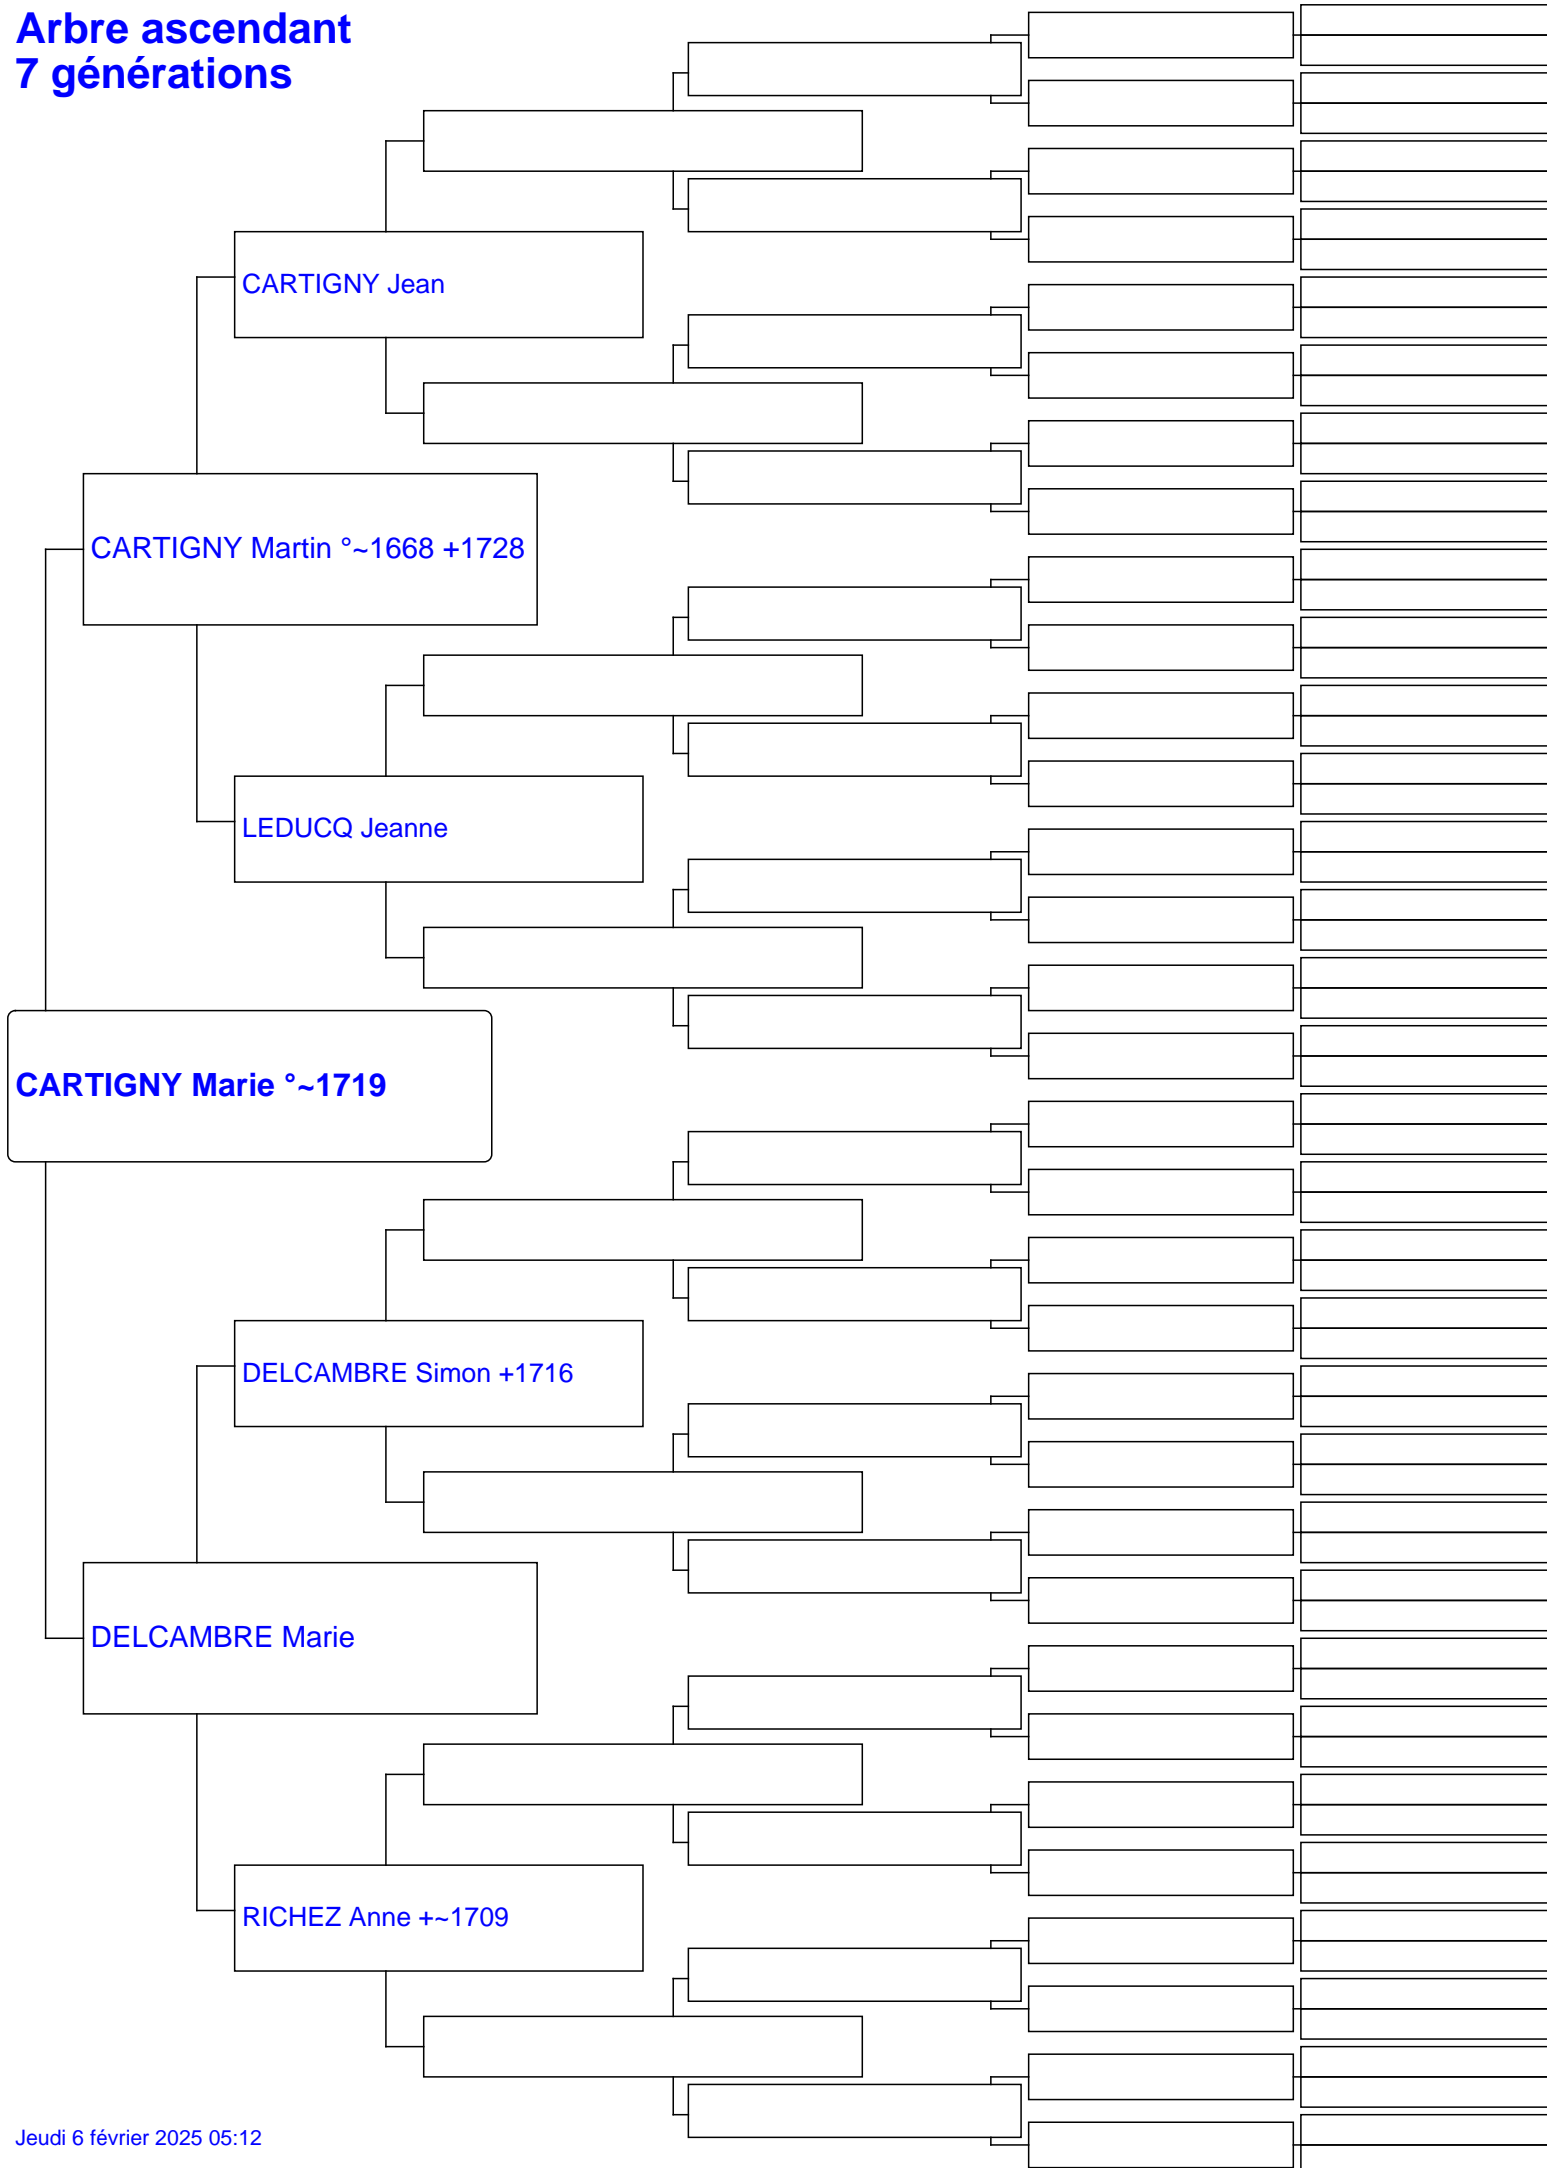 Arbre ascendant
7 générations
CARTIGNY Jean
CARTIGNY Martin °~1668 +1728
LEDUCQ Jeanne
CARTIGNY Marie °~1719
DELCAMBRE Simon +1716
DELCAMBRE Marie
RICHEZ Anne +~1709
Jeudi 6 février 2025 05:12